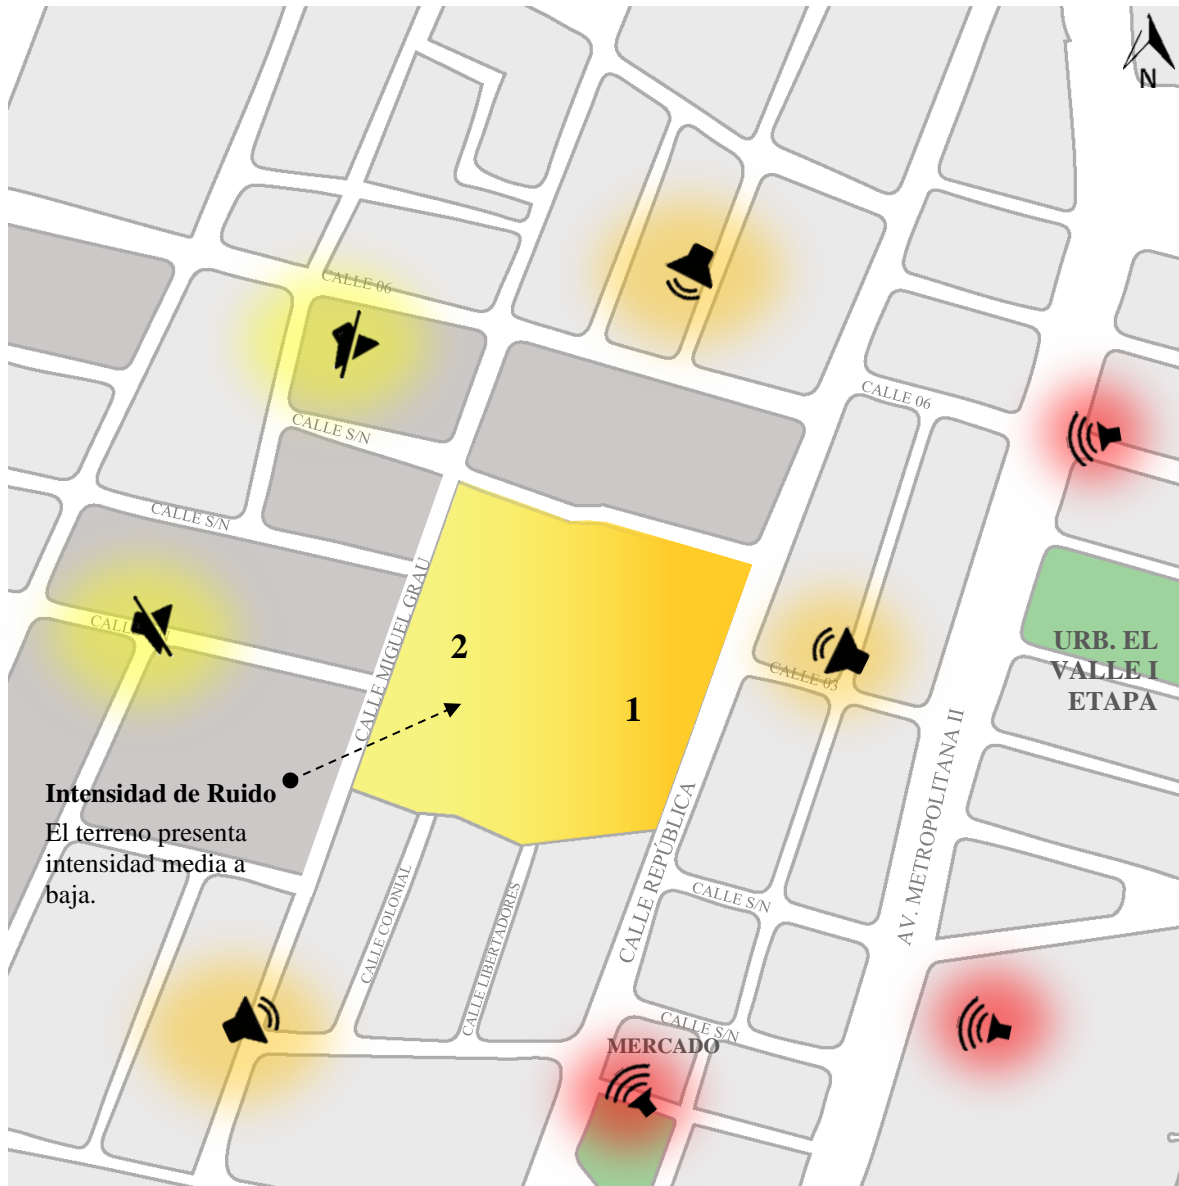 N
CALLE 06
CALLE 06
CALLE S/N
CALLE S/N
CALLE MIGUEL GRAU
2
1
CALLE 03
URB. EL
VALLE I
ETAPA
Intensidad de Ruido
El terreno presenta
intensidad media a
baja.
CALLE REPÚBLICA
AV. METROPOLITANA II
CALLE COLONIAL
CALLE LIBERTADORES
CALLE S/N
CALLE S/N
MERCADO